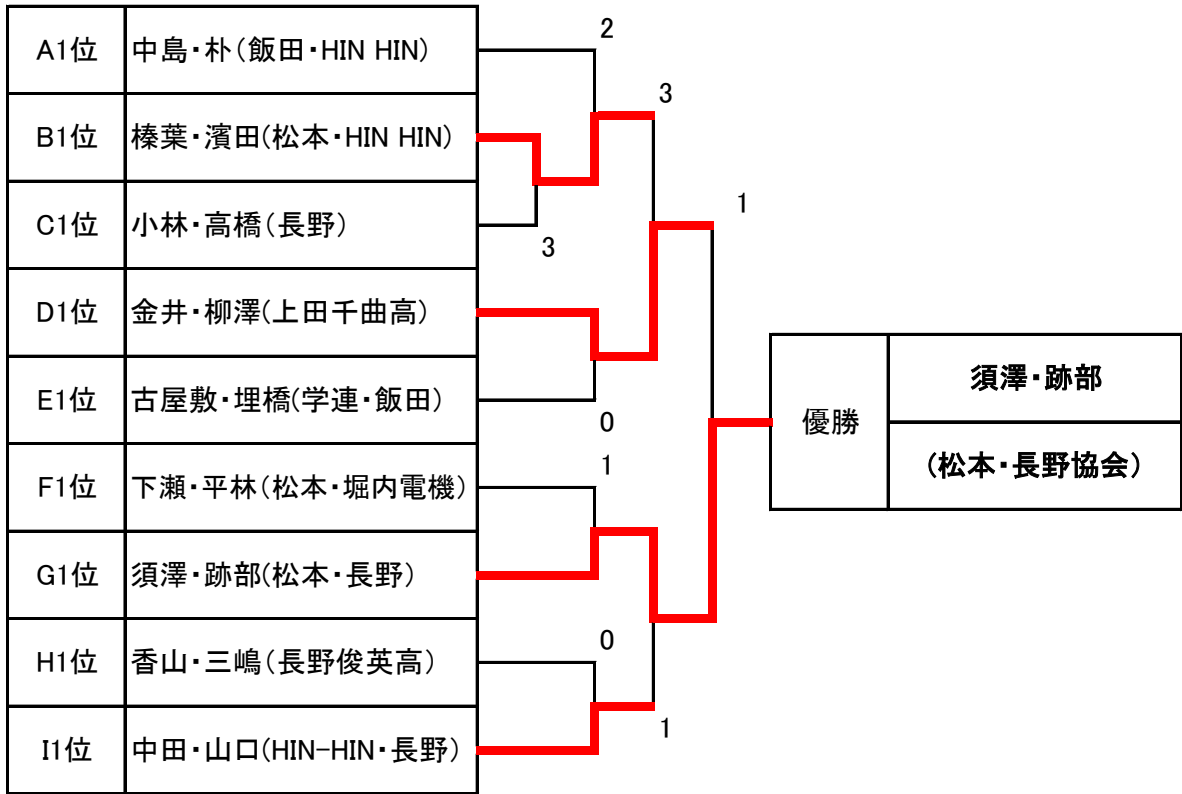 A1位 中島・朴(飯田・HIN HIN)
2
3
B1位 榛葉・濱田(松本・HIN HIN)
C1位 小林・高橋(長野)
1
3
D1位 金井・柳澤(上田千曲高)
E1位 古屋敷・埋橋(学連・飯田)
0
優勝
須澤・跡部
(松本・長野協会)
1
F1位 下瀬・平林(松本・堀内電機)
G1位 須澤・跡部(松本・長野)
0
H1位 香山・三嶋(長野俊英高)
1
I1位 中田・山口(HIN-HIN・長野)